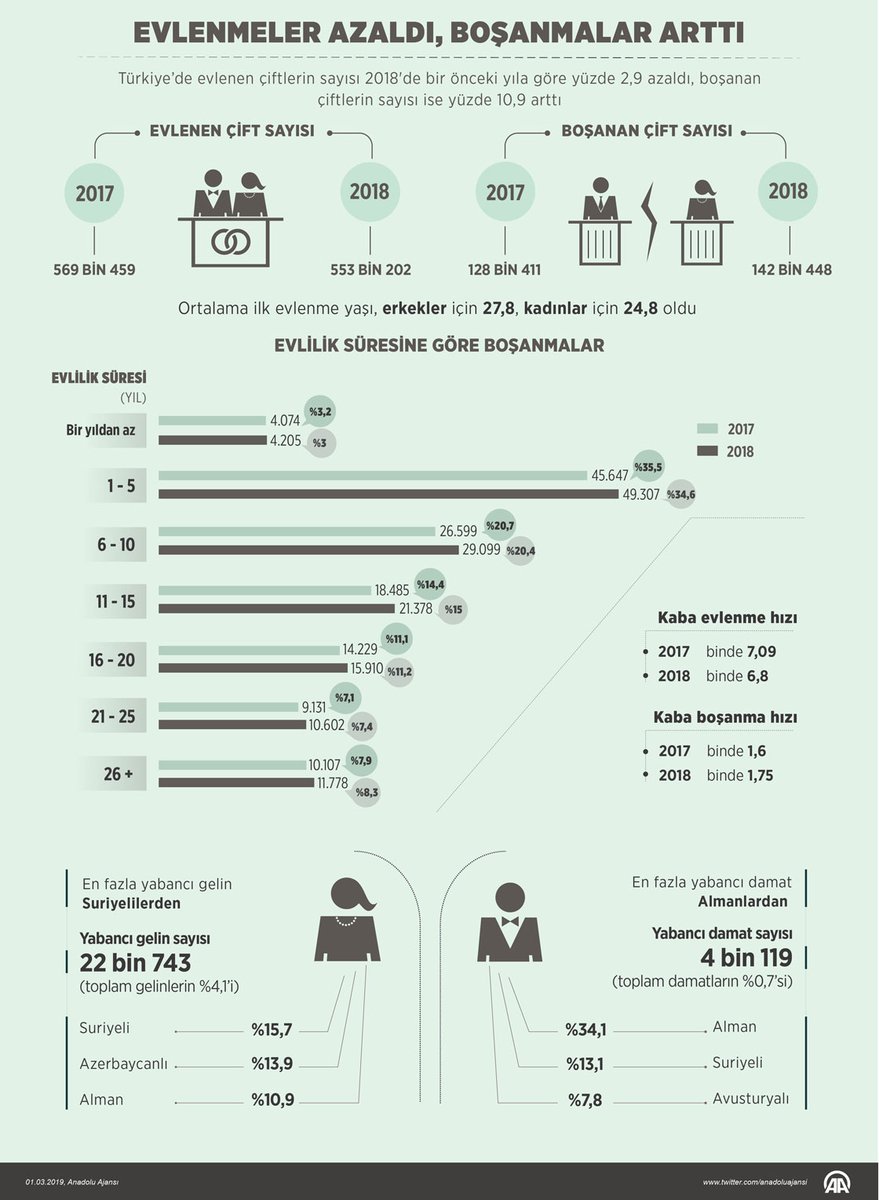 EVLENMELER AZALDI, BOŞANMALAR ARTTI
Türkiye'de evlenen çiftlerin sayısı 2018'de bir önceki yıla göre yüzde 2,9 azaldı, boşanan
çiftlerin sayısı ise yüzde 10,9 arttı
EVLENEN ÇİFT SAYISI
2017
2018
569 BİN 459
553 BİN 202
BOŞANAN ÇİFT SAYISI
2017
2018
128 BİN 411
142 BİN 448
Ortalama ilk evlenme yaşı, erkekler için 27,8, kadınlar için 24,8 oldu
EVLİLİK SÜRESİNE GÖRE BOŞANMALAR
EVLİLİK SÜRESİ
(YIL)
2017
2018
Bir yıldan az
4.074 %3,2
4.205 %3
1 - 5
45.647 %35,5
49.307 %34,6
6 - 10
26.599 %20,7
29.099 %20,4
11 - 15
18.485 %14,4
21.378 %15
16 - 20
14.229 %11,1
15.910 %11,2
21 - 25
9.131 %7,1
10.602 %7,4
26 +
10.107 %7,9
11.778 %8,3
Kaba evlenme hızı
2017 binde 7,09
2018 binde 6,8
Kaba boşanma hızı
2017 binde 1,6
2018 binde 1,75
En fazla yabancı gelin
Suriyelilerden
Yabancı gelin sayısı
22 bin 743
(toplam gelinlerin %4,1'i)
Suriyeli %15,7
Azerbaycanlı %13,9
Alman %10,9
En fazla yabancı damat
Almanlardan
Yabancı damat sayısı
4 bin 119
(toplam damatların %0,7'si)
%34,1 Alman
%13,1 Suriyeli
%7,8 Avusturyalı
01.03.2019, Anadolu Ajansı
www.twitter.com/anadoluajansi
AA